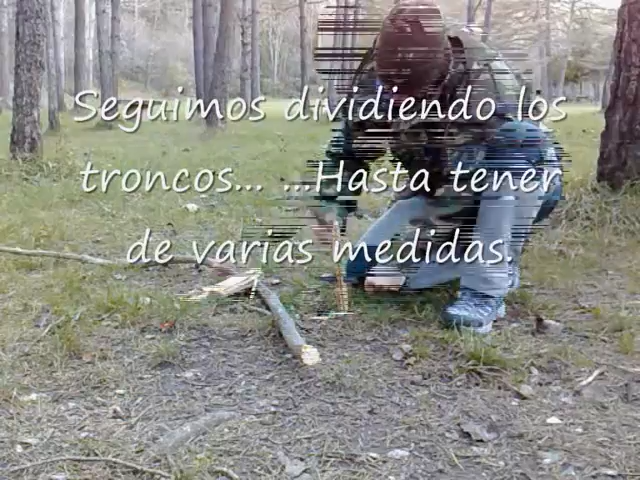 Seguimos dividiendo los
troncos... ...Hasta tener
de varias medidas.